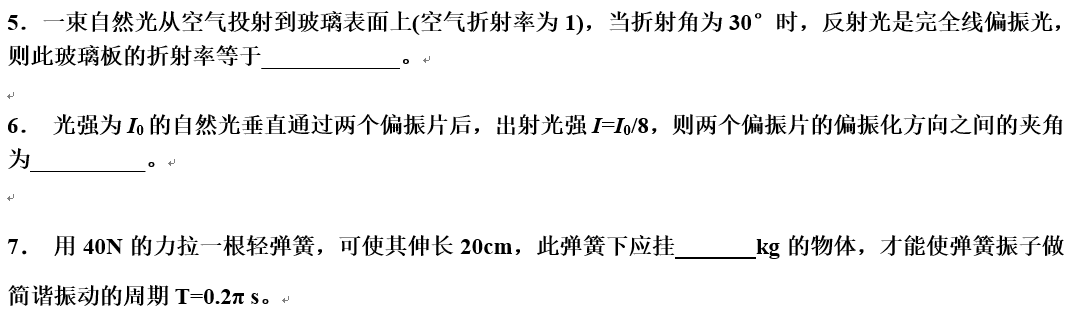 5．一束自然光从空气投射到玻璃表面上(空气折射率为 1)，当折射角为 30°时，反射光是完全线偏振光，
则此玻璃板的折射率等于____________。
6． 光强为 I₀ 的自然光垂直通过两个偏振片后，出射光强 I=I₀/8，则两个偏振片的偏振化方向之间的夹角
为__________。
7． 用 40N 的力拉一根轻弹簧，可使其伸长 20cm，此弹簧下应挂_______kg 的物体，才能使弹簧振子做
简谐振动的周期 T=0.2π s。